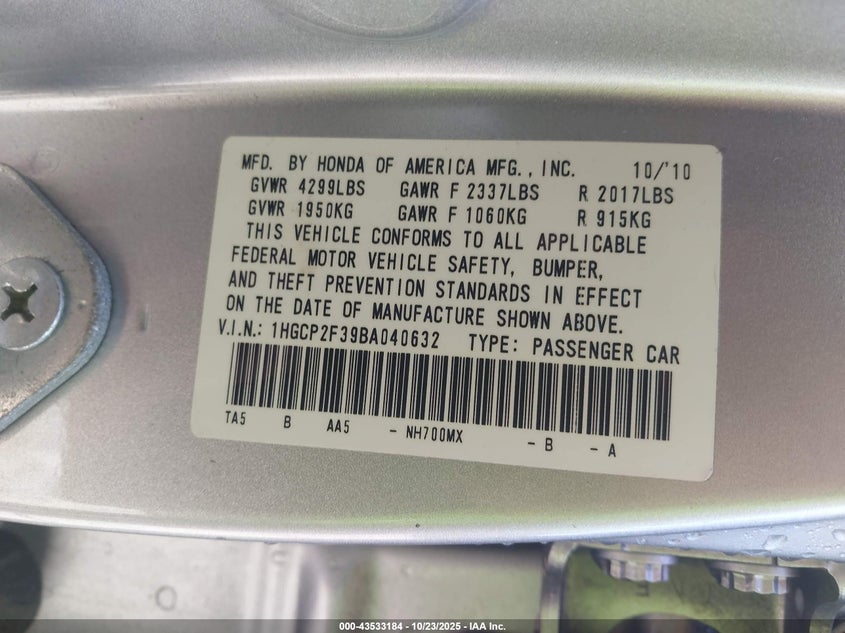 MFD. BY HONDA OF AMERICA MFG., INC. 10/'10
GVWR 4299LBS GAWR F 2337LBS R 2017LBS
GVWR 1950KG GAWR F 1060KG R 915KG
THIS VEHICLE CONFORMS TO ALL APPLICABLE
FEDERAL MOTOR VEHICLE SAFETY, BUMPER,
AND THEFT PREVENTION STANDARDS IN EFFECT
ON THE DATE OF MANUFACTURE SHOWN ABOVE.
V.I.N.: 1HGCP2F39BA040632 TYPE: PASSENGER CAR
TA5 B AA5 - NH700MX - B - A
000-43533184 - 10/23/2025 - IAA Inc.